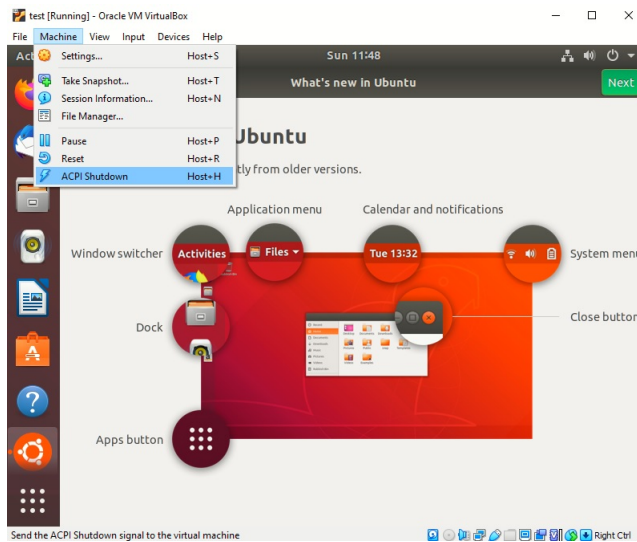 test [Running] - Oracle VM VirtualBox
File Machine View Input Devices Help
Act
Settings... Host+S
Take Snapshot... Host+T
Session Information... Host+N
File Manager...
Pause Host+P
Reset Host+R
ACPI Shutdown Host+H
Sun 11:48
What's new in Ubuntu
Next
Ubuntu
tly from older versions.
Application menu Calendar and notifications
Window switcher Activities Files Tue 13:32 System menu
Dock Close button
Apps button
Send the ACPI Shutdown signal to the virtual machine
Right Ctrl